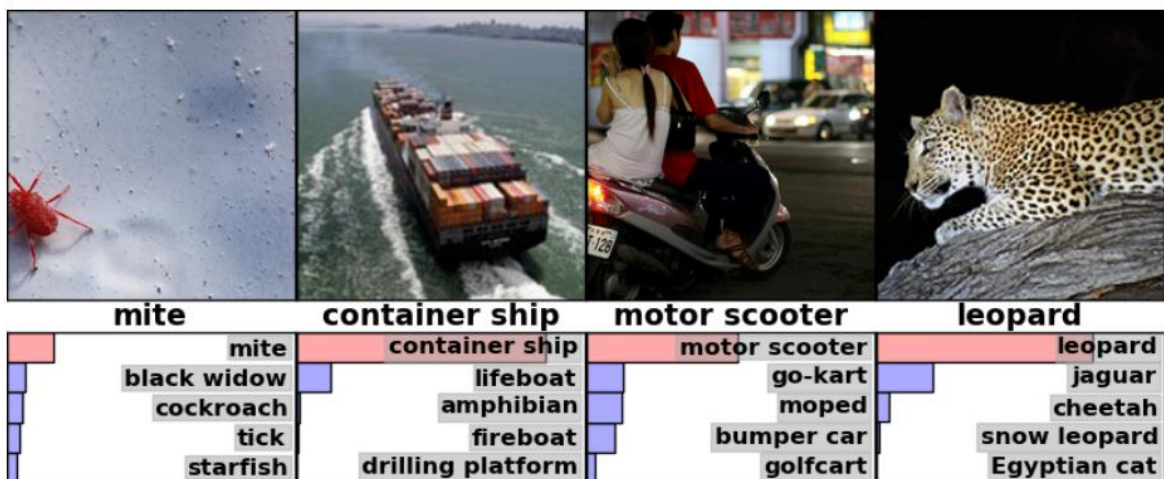 T-128
mite
container ship
motor scooter
leopard
mite
black widow
cockroach
tick
starfish
container ship
lifeboat
amphibian
fireboat
drilling platform
motor scooter
go-kart
moped
bumper car
golfcart
leopard
jaguar
cheetah
snow leopard
Egyptian cat